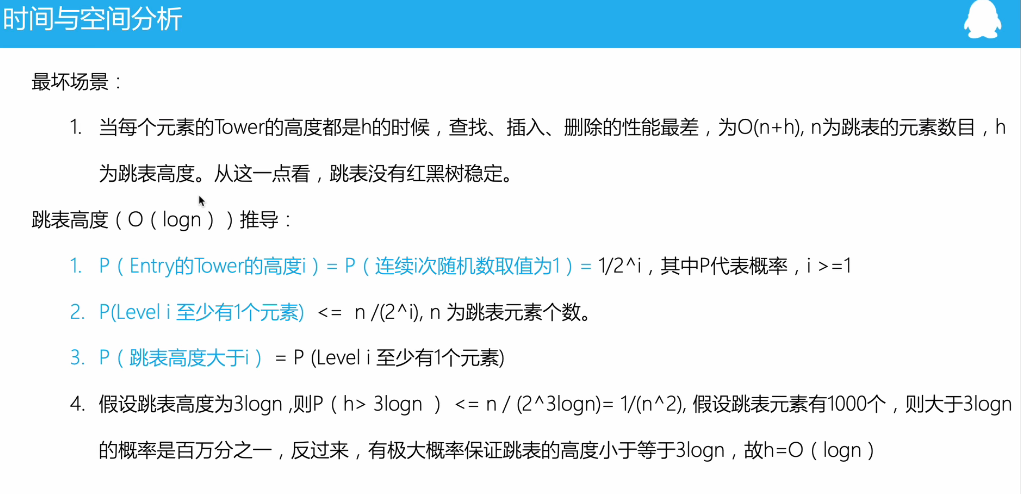 时间与空间分析
最坏场景：
1. 当每个元素的Tower的高度都是h的时候，查找、插入、删除的性能最差，为O(n+h), n为跳表的元素数目，h
为跳表高度。从这一点看，跳表没有红黑树稳定。
跳表高度（O（logn））推导：
1. P（Entry的Tower的高度i）= P（连续i次随机数取值为1）= 1/2^i，其中P代表概率，i >=1
2. P(Level i 至少有1个元素) <= n /(2^i), n 为跳表元素个数。
3. P（跳表高度大于i） = P (Level i 至少有1个元素)
4. 假设跳表高度为3logn ,则P（h> 3logn ） <= n / (2^3logn)= 1/(n^2), 假设跳表元素有1000个，则大于3logn
的概率是百万分之一，反过来，有极大概率保证跳表的高度小于等于3logn，故h=O（logn）